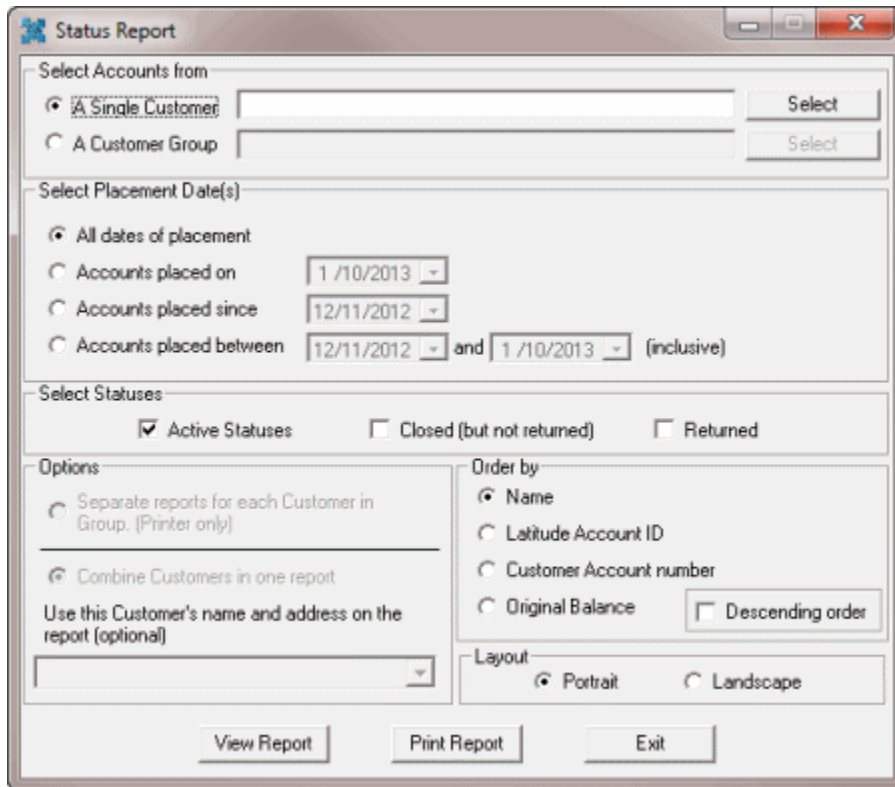 Status Report
Select Accounts from
A Single Customer Select
A Customer Group Select
Select Placement Date(s)
All dates of placement
Accounts placed on 1 /10/2013
Accounts placed since 12/11/2012
Accounts placed between 12/11/2012 and 1 /10/2013 (inclusive)
Select Statuses
Active Statuses Closed (but not returned) Returned
Options
Separate reports for each Customer in
Group. (Printer only)
Combine Customers in one report
Use this Customer's name and address on the
report (optional)
Order by
Name
Latitude Account ID
Customer Account number
Original Balance Descending order
Layout
Portrait Landscape
View Report Print Report Exit